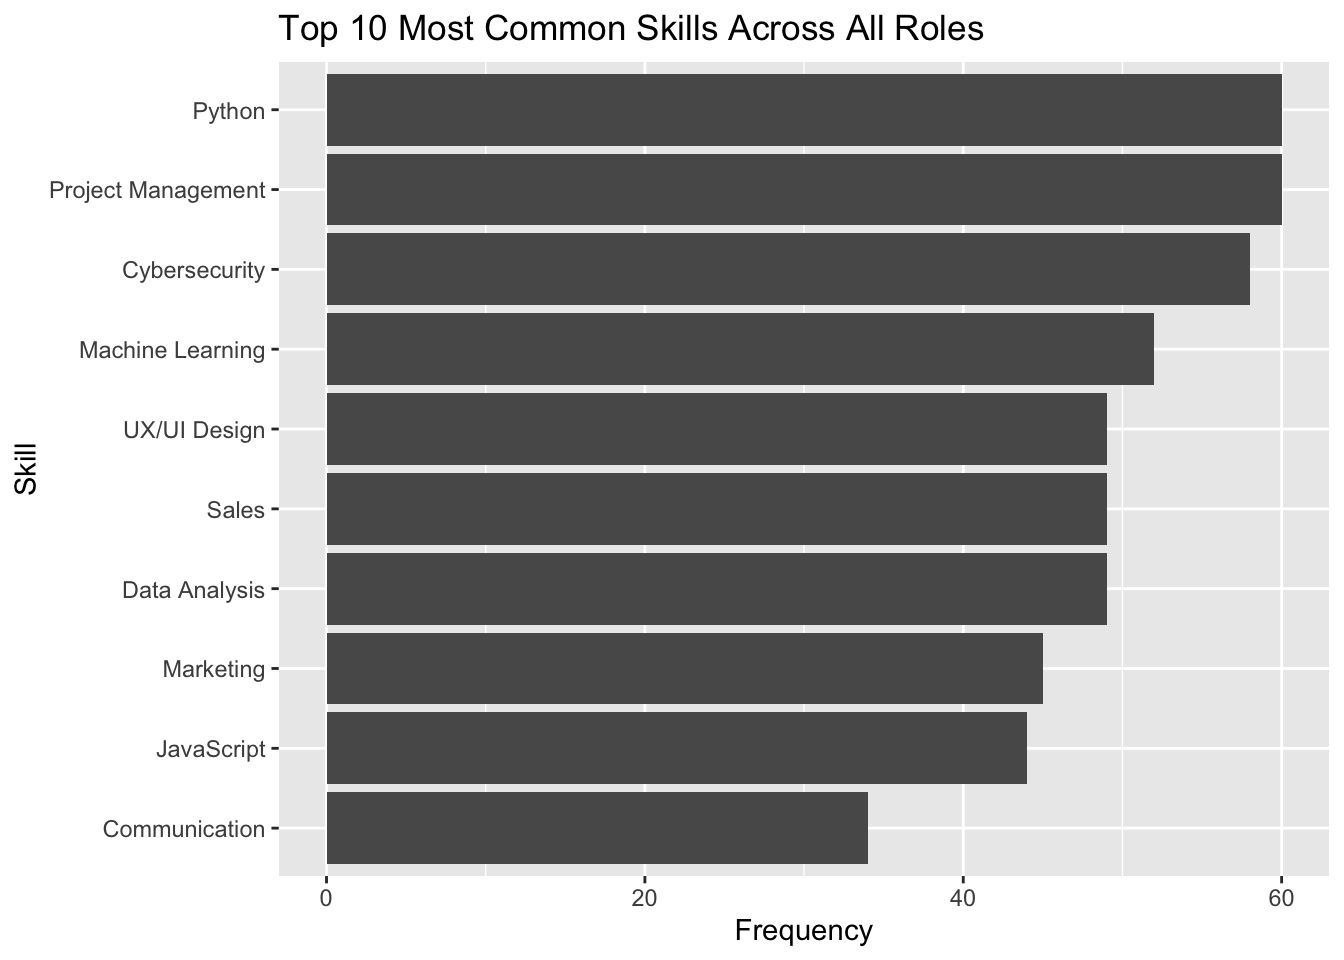 Top 10 Most Common Skills Across All Roles
Skill
Python
Project Management
Cybersecurity
Machine Learning
UX/UI Design
Sales
Data Analysis
Marketing
JavaScript
Communication
0 20 40 60
Frequency